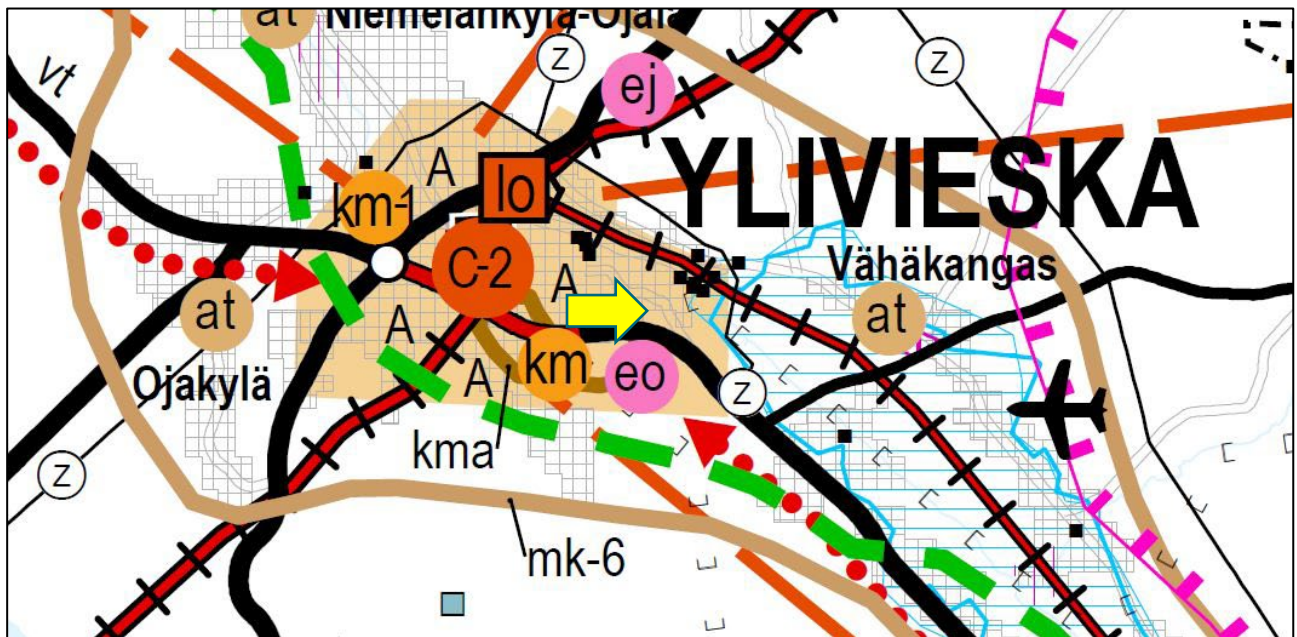 at
Niemelänkylä-Ojala
vt
z
z
ej
YLIVIESKA
A
lo
km-1
C-2
A
Vähäkangas
at
at
A
Ojakylä
A
km
eo
z
kma
z
mk-6